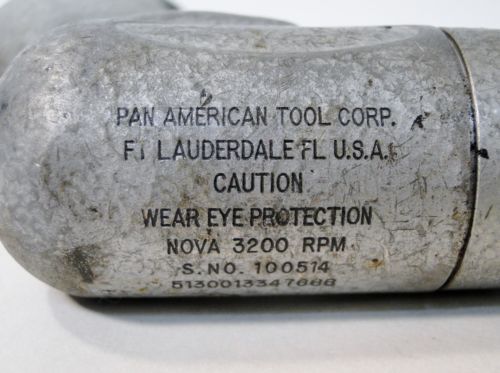 PAN AMERICAN TOOL CORP.
FT LAUDERDALE FL U.S.A.
CAUTION
WEAR EYE PROTECTION
NOVA 3200 RPM
S. NO. 100514